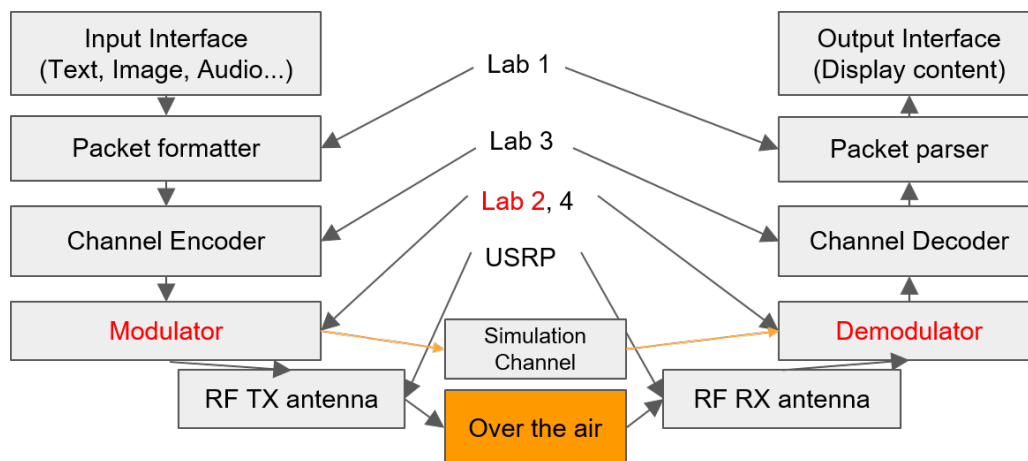 Input Interface
(Text, Image, Audio...)
Lab 1
Output Interface
(Display content)
Packet formatter
Lab 3
Packet parser
Lab 2, 4
Channel Encoder
USRP
Channel Decoder
Modulator
Simulation
Channel
Demodulator
RF TX antenna
Over the air
RF RX antenna